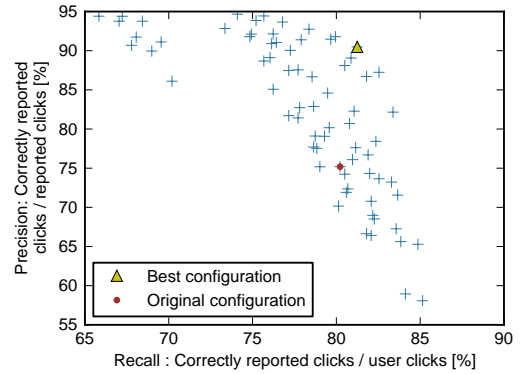 Precision: Correctly reported
clicks / reported clicks [%]
95
90
85
80
75
70
65
60
55
Best configuration
Original configuration
65 70 75 80 85 90
Recall : Correctly reported clicks / user clicks [%]